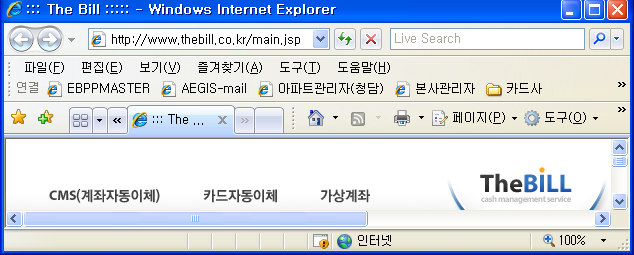 ::: The Bill ::::: - Windows Internet Explorer
http://www.thebill.co.kr/main.jsp Live Search
파일(F) 편집(E) 보기(V) 즐겨찾기(A) 도구(T) 도움말(H) »
연결 EBPPMASTER AEGIS-mail 아파트관리자(청담) 본사관리자 카드사 »
« ::: The ... » 페이지(P) 도구(O) »
CMS(계좌자동이체) 카드자동이체 가상계좌 TheBILL
cash management service
인터넷 100%